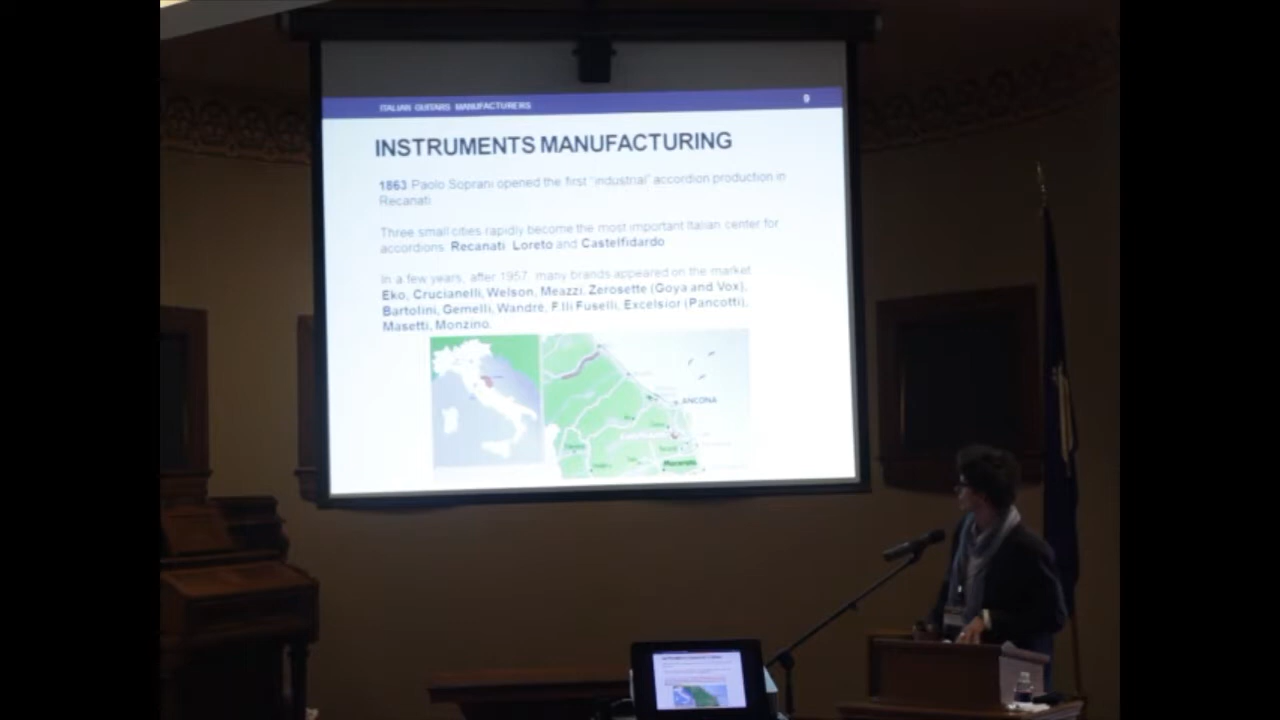 ITALIAN GUITARS MANUFACTURERS 9
INSTRUMENTS MANUFACTURING
1863 Paolo Soprani opened the first "industrial" accordion production in
Recanati
Three small cities rapidly become the most important Italian center for
accordions Recanati Loreto and Castelfidardo
In a few years, after 1957, many brands appeared on the market
Eko, Crucianelli, Welson, Meazzi, Zerosette (Goya and Vox),
Bartolini, Gemelli, Wandre, F.lli Fuselli, Excelsior (Pancotti),
Masetti, Monzino.
ANCONA
Macerata